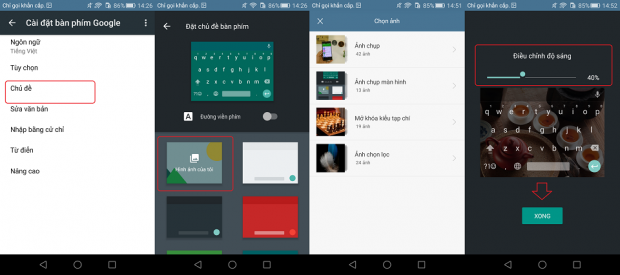 Chỉ gọi khẩn cấp.
86%
14:26
Cài đặt bàn phím Google
Ngôn ngữ
Tiếng Việt
Tùy chọn
Chủ đề
Sửa văn bản
Nhập bằng cử chỉ
Từ điển
Nâng cao
Chỉ gọi khẩn cấp.
86%
14:26
Đặt chủ đề bàn phím
q w e r t y u i o p
a s d f g h j k l
z x c v b n m
?123
A
Đường viền phím
Hình ảnh của tôi
Chỉ gọi khẩn cấp.
85%
14:51
Chọn ảnh
Ảnh chụp
42 ảnh
Ảnh chụp màn hình
13 ảnh
Mở khóa kiểu tạp chí
19 ảnh
Ảnh chọn lọc
24 ảnh
Chỉ gọi khẩn cấp.
85%
14:52
Điều chỉnh độ sáng
40%
q w e r t y u i o p
a s d f g h j k l
z x c v b n m
?1☺
XONG